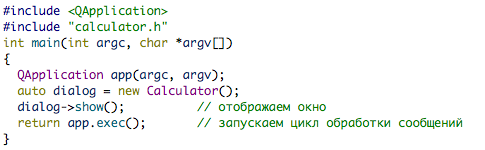 #include <QApplication>
#include "calculator.h"
int main(int argc, char *argv[])
{
  QApplication app(argc, argv);
  auto dialog = new Calculator();
  dialog->show();          // отображаем окно
  return app.exec();       // запускаем цикл обработки сообщений
}